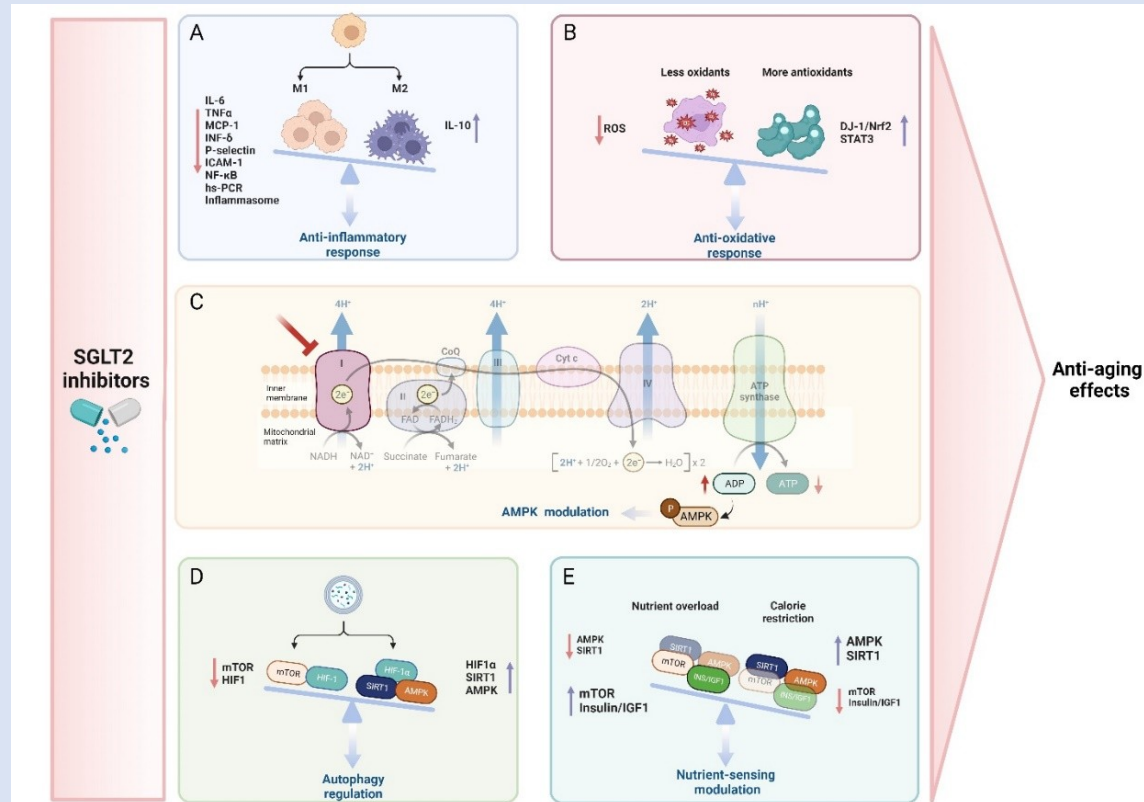 SGLT2
inhibitors
A
M1
M2
IL-6
TNFα
MCP-1
INF-δ
P-selectin
ICAM-1
NF-κB
hs-PCR
Inflammasome
IL-10
Anti-inflammatory
response
B
Less oxidants
More antioxidants
ROS
DJ-1/Nrf2
STAT3
Anti-oxidative
response
C
4H⁺
4H⁺
2H⁺
nH⁺
I
CoQ
III
Cyt c
IV
ATP
synthase
Inner
membrane
2e⁻
II
2e⁻
FAD
FADH₂
Mitochondrial
matrix
NADH
NAD⁺
+ 2H⁺
Succinate
Fumarate
+ 2H⁺
[2H⁺ + 1/2O₂ + 2e⁻ → H₂O] x 2
ADP
ATP
P
AMPK
AMPK modulation
D
mTOR
HIF1
mTOR
HIF-1
HIF-1α
SIRT1
AMPK
HIF1α
SIRT1
AMPK
Autophagy
regulation
E
Nutrient overload
Calorie
restriction
AMPK
SIRT1
mTOR
Insulin/IGF1
SIRT1
mTOR
AMPK
INS/IGF1
SIRT1
mTOR
AMPK
INS/IGF1
AMPK
SIRT1
mTOR
Insulin/IGF1
Nutrient-sensing
modulation
Anti-aging
effects